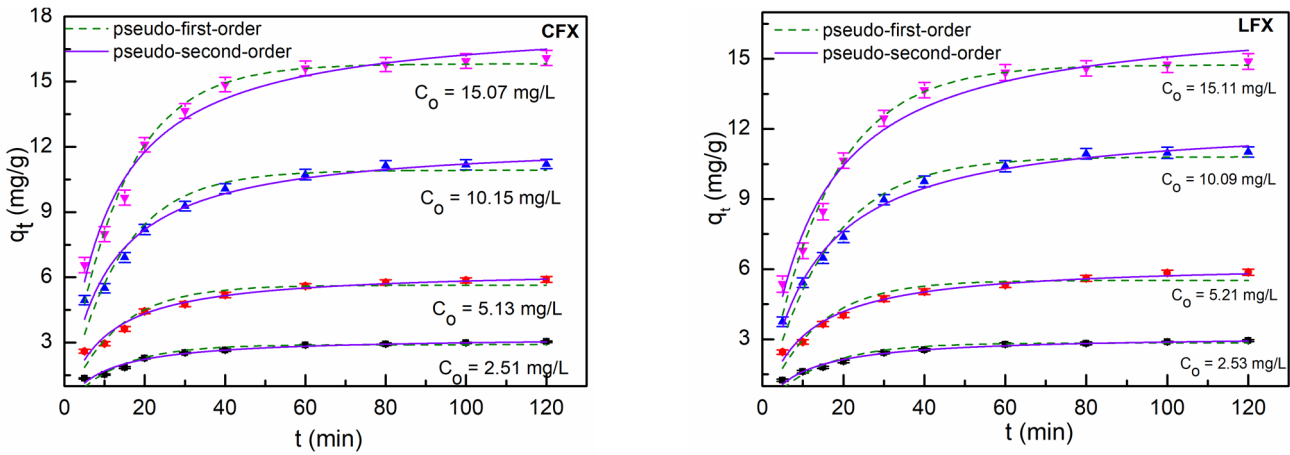 CFX
pseudo-first-order
pseudo-second-order
18
15
12
9
6
3
qt (mg/g)
Co = 15.07 mg/L
Co = 10.15 mg/L
Co = 5.13 mg/L
Co = 2.51 mg/L
0 20 40 60 80 100 120
t (min)
LFX
pseudo-first-order
pseudo-second-order
15
12
9
6
3
qt (mg/g)
Co = 15.11 mg/L
Co = 10.09 mg/L
Co = 5.21 mg/L
Co = 2.53 mg/L
0 20 40 60 80 100 120
t (min)